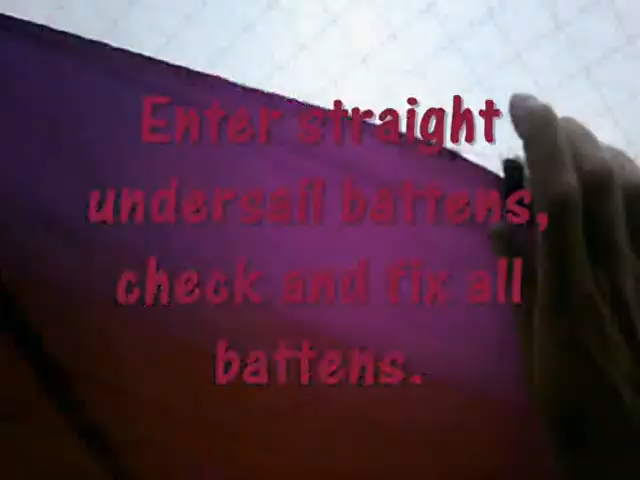 Enter straight
undersail battens,
check and fix all
battens.